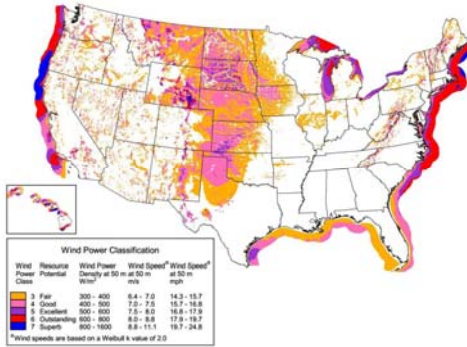 Wind Power Classification
Wind Power Class Resource Potential Wind Power Density at 50 m W/m² Wind Speedª at 50 m m/s Wind Speedª at 50 m mph
3 Fair 300 - 400 6.4 - 7.0 14.3 - 15.7
4 Good 400 - 500 7.0 - 7.5 15.7 - 16.8
5 Excellent 500 - 600 7.5 - 8.0 16.8 - 17.9
6 Outstanding 600 - 800 8.0 - 8.8 17.9 - 19.7
7 Superb 800 - 1600 8.8 - 11.1 19.7 - 24.8
ª Wind speeds are based on a Weibull k value of 2.0